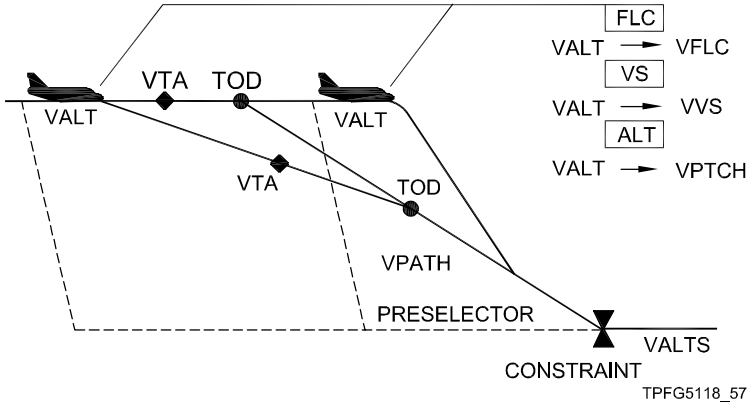 FLC
VALT VFLC
VS
VALT VVS
ALT
VALT VPTCH
VTA TOD
VALT VALT
VTA TOD
VPATH
PRESELECTOR
VALTS
CONSTRAINT
TPFG5118_57